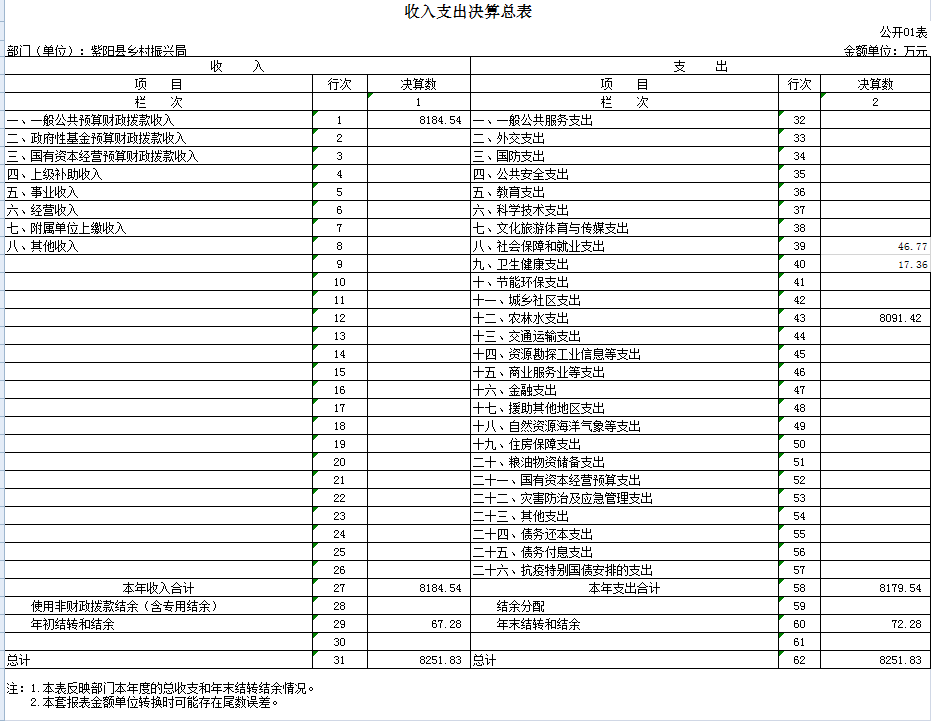 收入支出决算总表
公开01表
部门（单位）：紫阳县乡村振兴局 金额单位：万元
收 入 支 出
项 目 行次 决算数 项 目 行次 决算数
栏 次 1 栏 次 2
一、一般公共预算财政拨款收入 1 8184.54 一、一般公共服务支出 32
二、政府性基金预算财政拨款收入 2 二、外交支出 33
三、国有资本经营预算财政拨款收入 3 三、国防支出 34
四、上级补助收入 4 四、公共安全支出 35
五、事业收入 5 五、教育支出 36
六、经营收入 6 六、科学技术支出 37
七、附属单位上缴收入 7 七、文化旅游体育与传媒支出 38
八、其他收入 8 八、社会保障和就业支出 39 46.77
9 九、卫生健康支出 40 17.36
10 十、节能环保支出 41
11 十一、城乡社区支出 42
12 十二、农林水支出 43 8091.42
13 十三、交通运输支出 44
14 十四、资源勘探工业信息等支出 45
15 十五、商业服务业等支出 46
16 十六、金融支出 47
17 十七、援助其他地区支出 48
18 十八、自然资源海洋气象等支出 49
19 十九、住房保障支出 50
20 二十、粮油物资储备支出 51
21 二十一、国有资本经营预算支出 52
22 二十二、灾害防治及应急管理支出 53
23 二十三、其他支出 54
24 二十四、债务还本支出 55
25 二十五、债务付息支出 56
26 二十六、抗疫特别国债安排的支出 57
本年收入合计 27 8184.54 本年支出合计 58 8179.54
使用非财政拨款结余（含专用结余） 28 结余分配 59
年初结转和结余 29 67.28 年末结转和结余 60 72.28
30 61
总计 31 8251.83 总计 62 8251.83
注：1.本表反映部门本年度的总收支和年末结转结余情况。
2.本套报表金额单位转换时可能存在尾数误差。